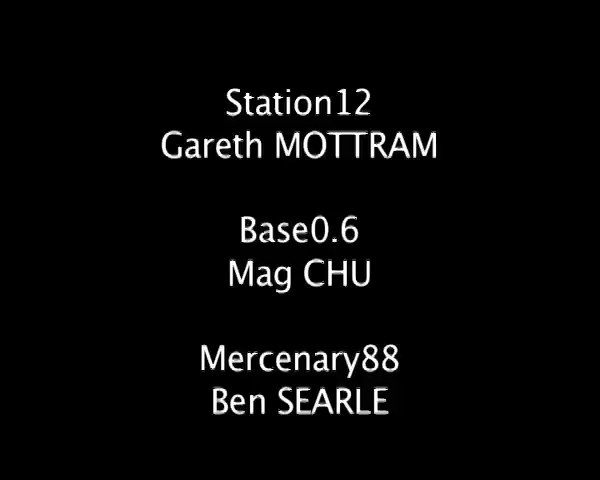 Station12
Gareth MOTTRAM
Base0.6
Mag CHU
Mercenary88
Ben SEARLE